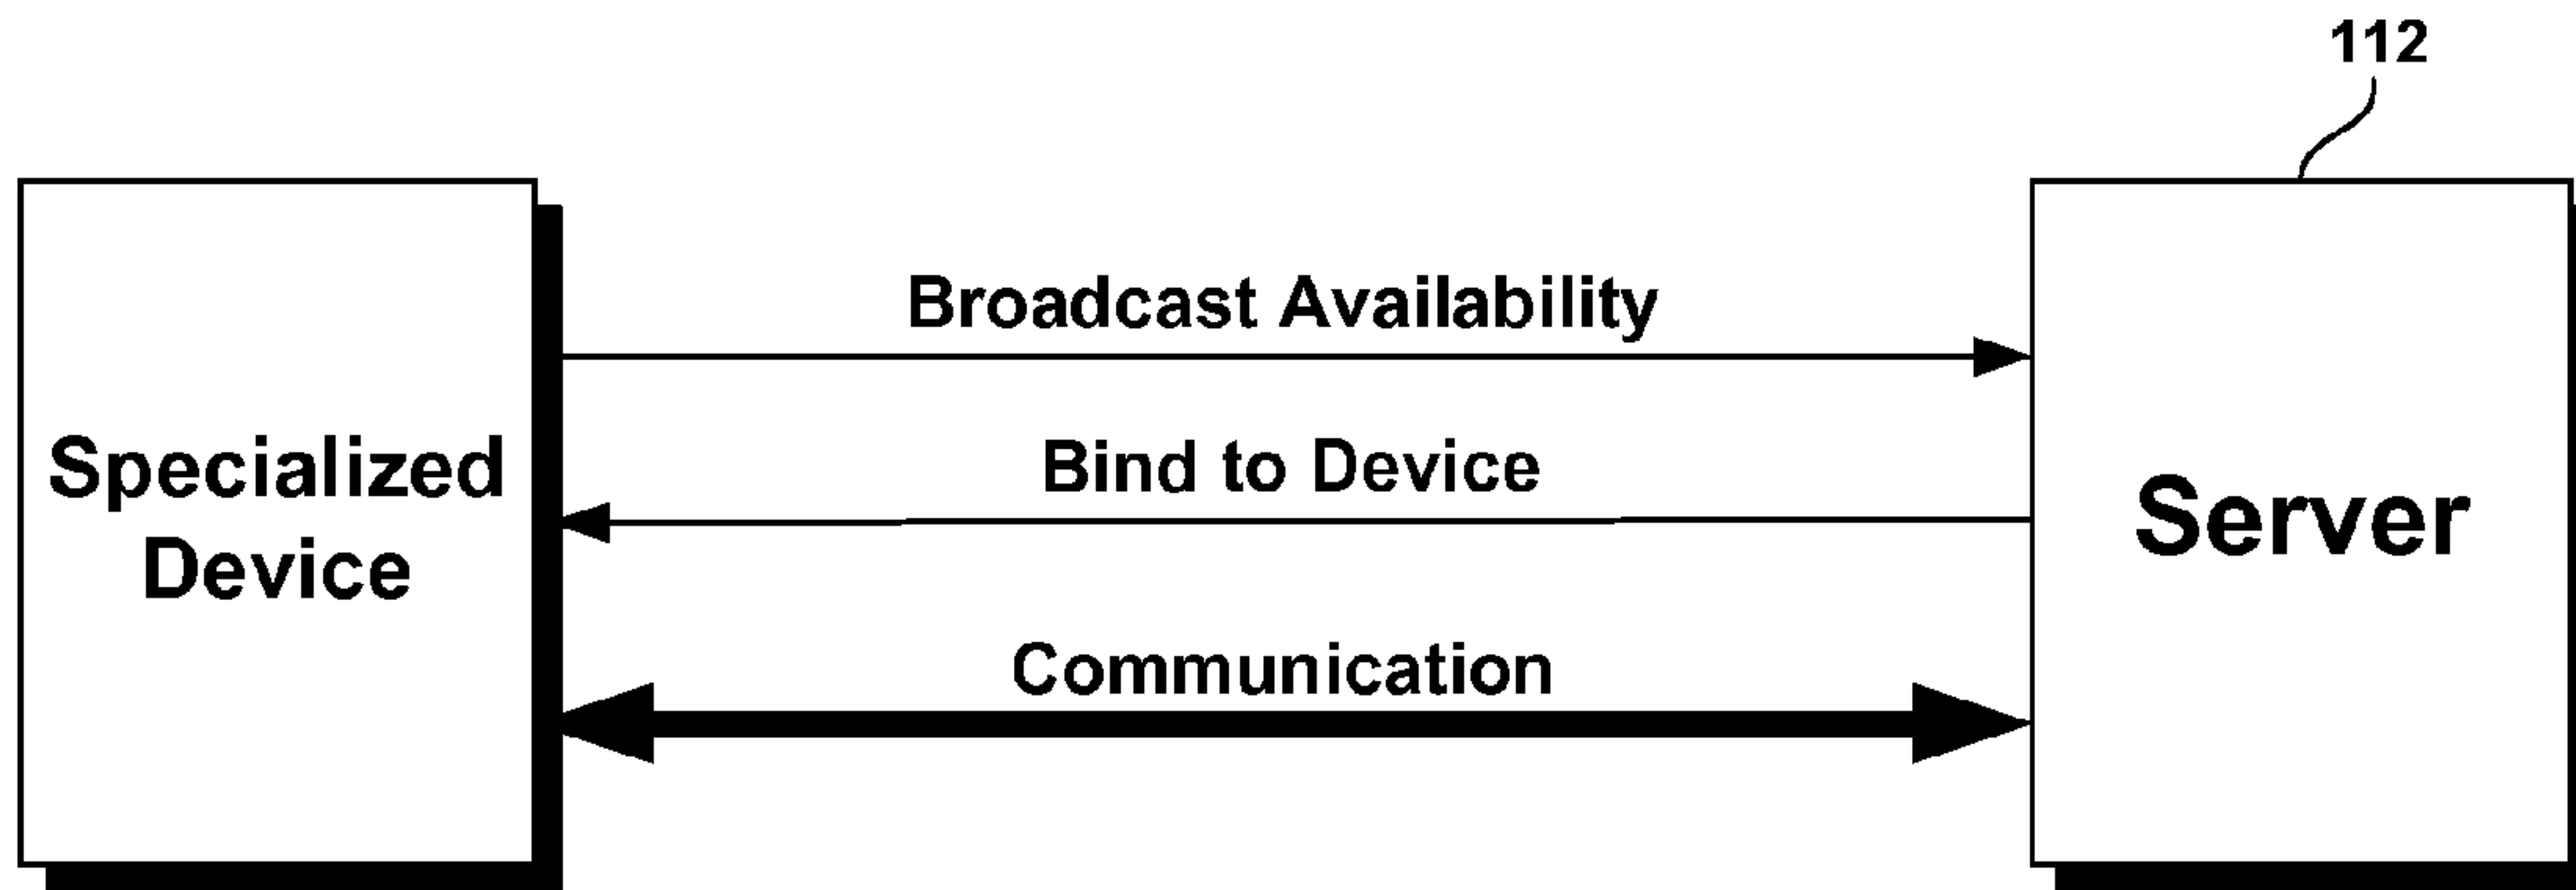 112
Broadcast Availability
Specialized
Device
Bind to Device
Server
Communication